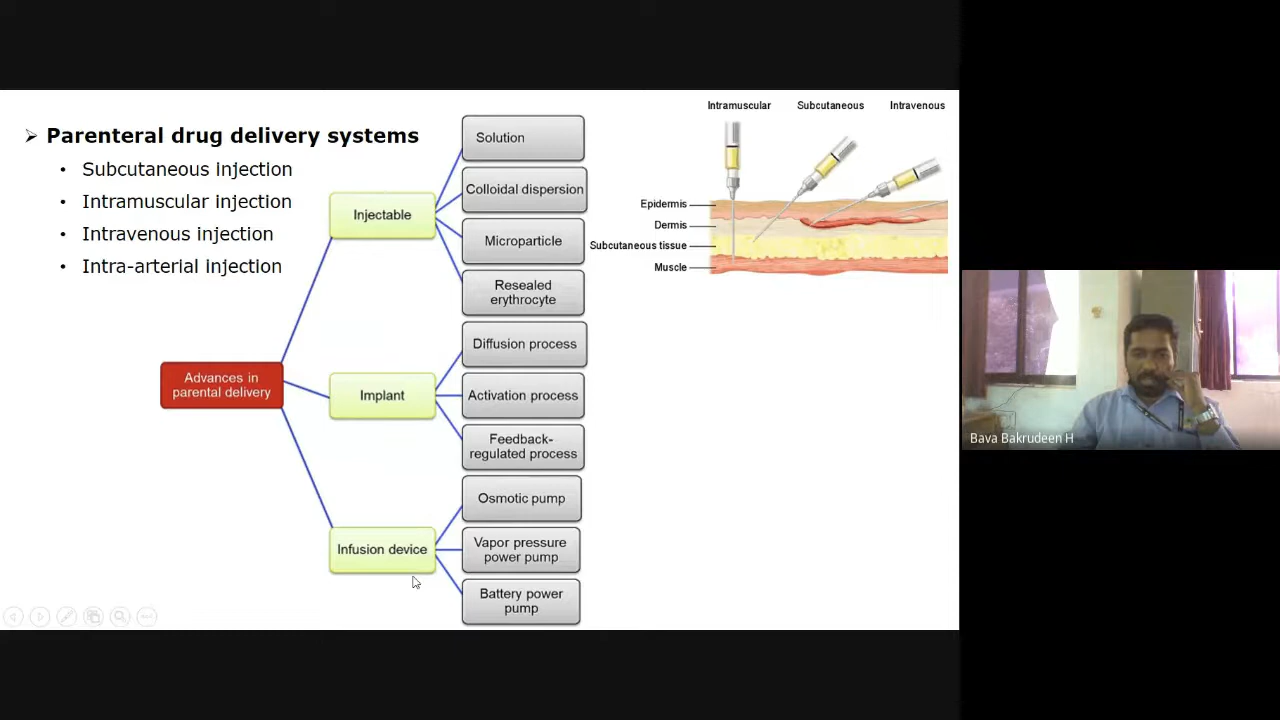 ➢ Parenteral drug delivery systems
• Subcutaneous injection
• Intramuscular injection
• Intravenous injection
• Intra-arterial injection
Advances in
parental delivery
Injectable
Solution
Colloidal dispersion
Microparticle
Resealed
erythrocyte
Implant
Diffusion process
Activation process
Feedback-
regulated process
Infusion device
Osmotic pump
Vapor pressure
power pump
Battery power
pump
Intramuscular
Subcutaneous
Intravenous
Epidermis
Dermis
Subcutaneous tissue
Muscle
Bava Bakrudeen H